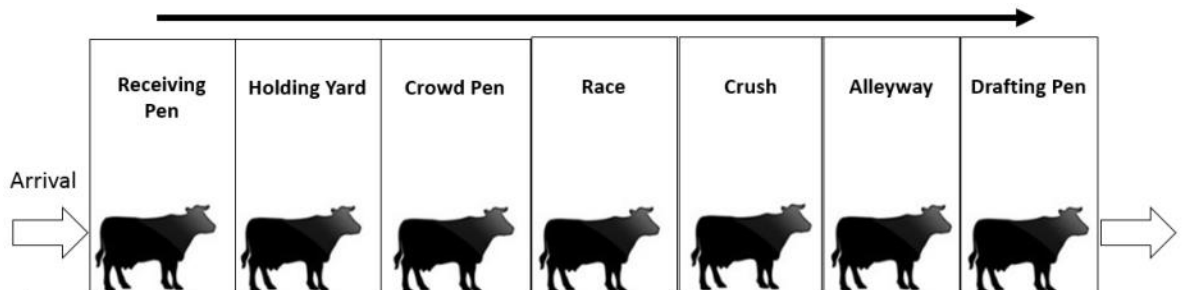 Receiving
Pen
Holding Yard
Crowd Pen
Race
Crush
Alleyway
Drafting Pen
Arrival